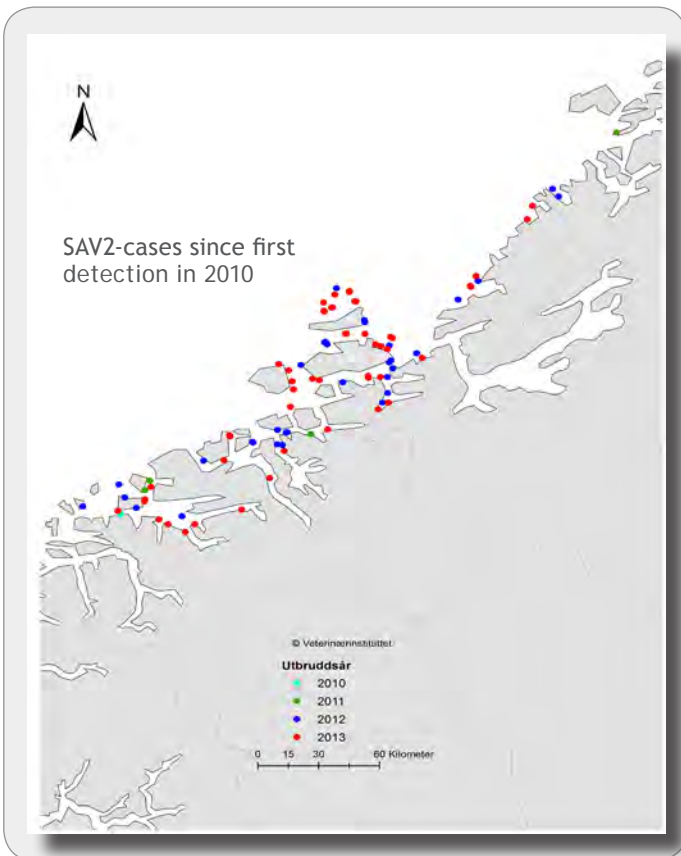 N
SAV2-cases since first
detection in 2010
© Veterinærinstituttet
Utbruddsår
2010
2011
2012
2013
0 15 30 60 Kilometer